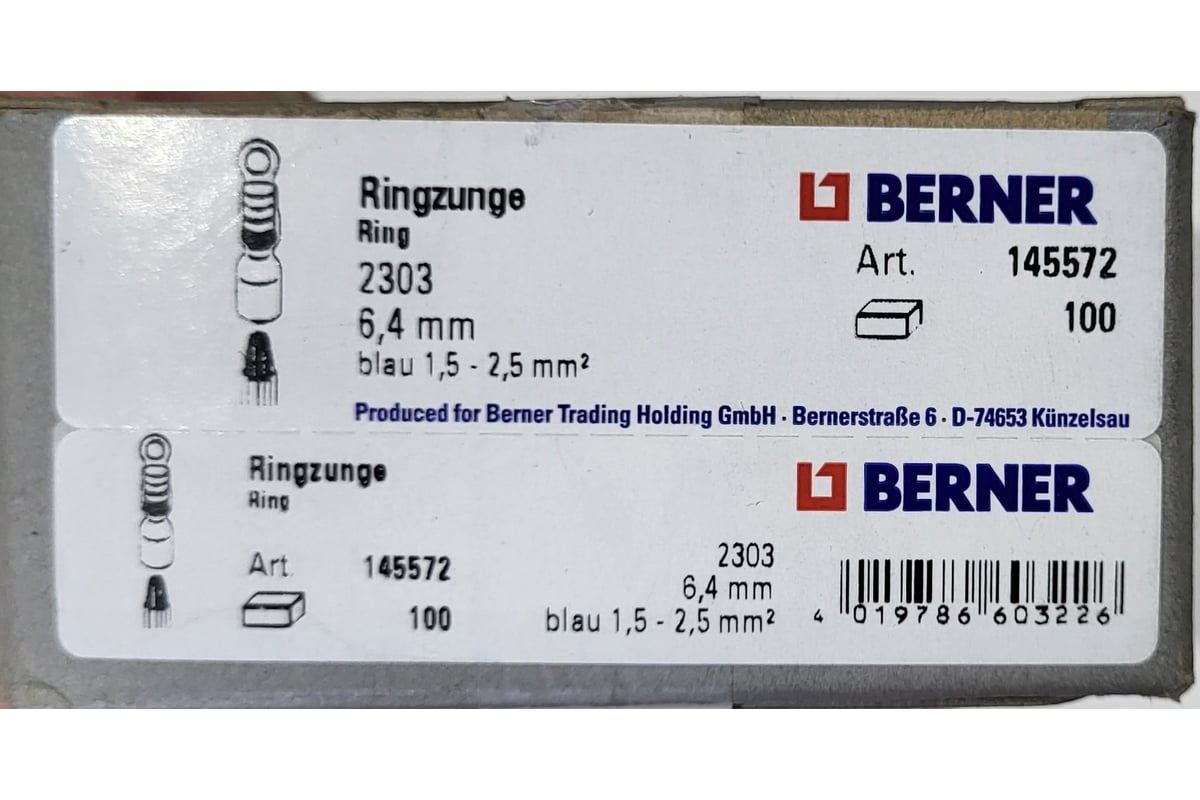 Ringzunge
Ring
2303
6,4 mm
blau 1,5 - 2,5 mm²
BERNER
Art. 145572
100
Produced for Berner Trading Holding GmbH · Bernerstraße 6 · D-74653 Künzelsau
Ringzunge
Ring
Art. 145572
100
BERNER
2303
6,4 mm
blau 1,5 - 2,5 mm²
4 019786 603226